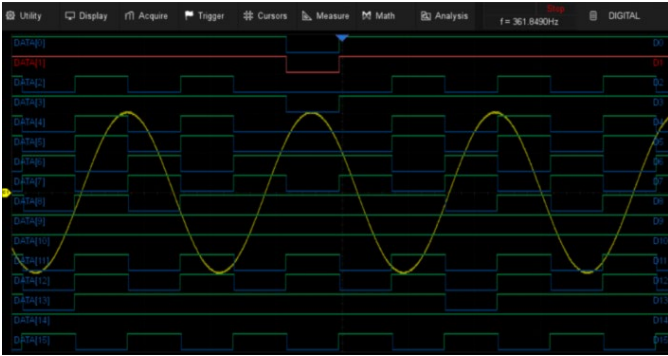 Utility Display Acquire Trigger Cursors Measure Math Analysis Stop f = 361.8490Hz DIGITAL
DATA[0] D0
DATA[1] D1
DATA[2] D2
DATA[3] D3
DATA[4] D4
DATA[5] D5
DATA[6] D6
DATA[7] D7
DATA[8] D8
DATA[9] D9
DATA[10] D10
DATA[11] D11
DATA[12] D12
DATA[13] D13
DATA[14] D14
DATA[15] D15